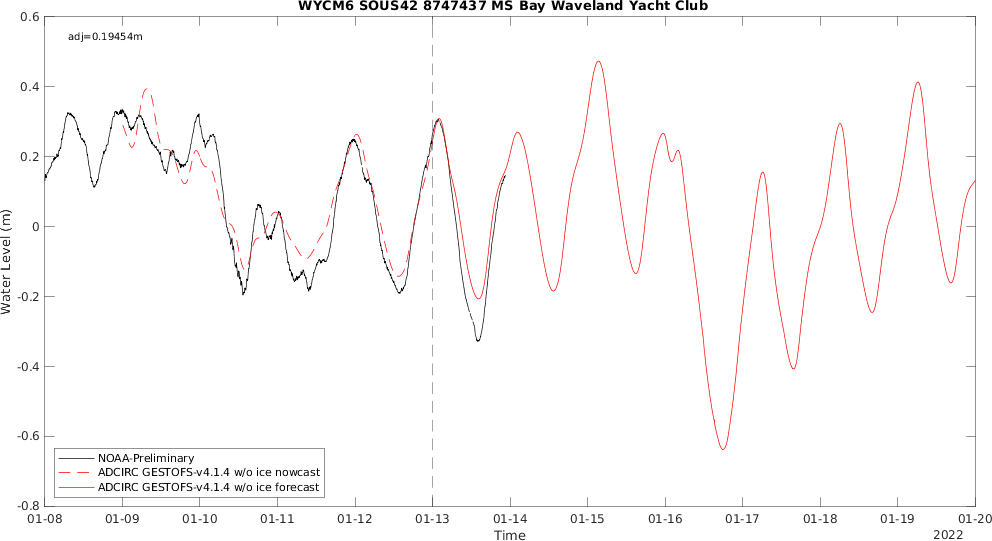 WYCM6 SOUS42 8747437 MS Bay Waveland Yacht Club
adj=0.19454m
0.6
0.4
0.2
0
-0.2
-0.4
-0.6
-0.8
Water Level (m)
NOAA-Preliminary
ADCIRC GESTOFS-v4.1.4 w/o ice nowcast
ADCIRC GESTOFS-v4.1.4 w/o ice forecast
01-08 01-09 01-10 01-11 01-12 01-13 01-14 01-15 01-16 01-17 01-18 01-19 01-20
Time
2022